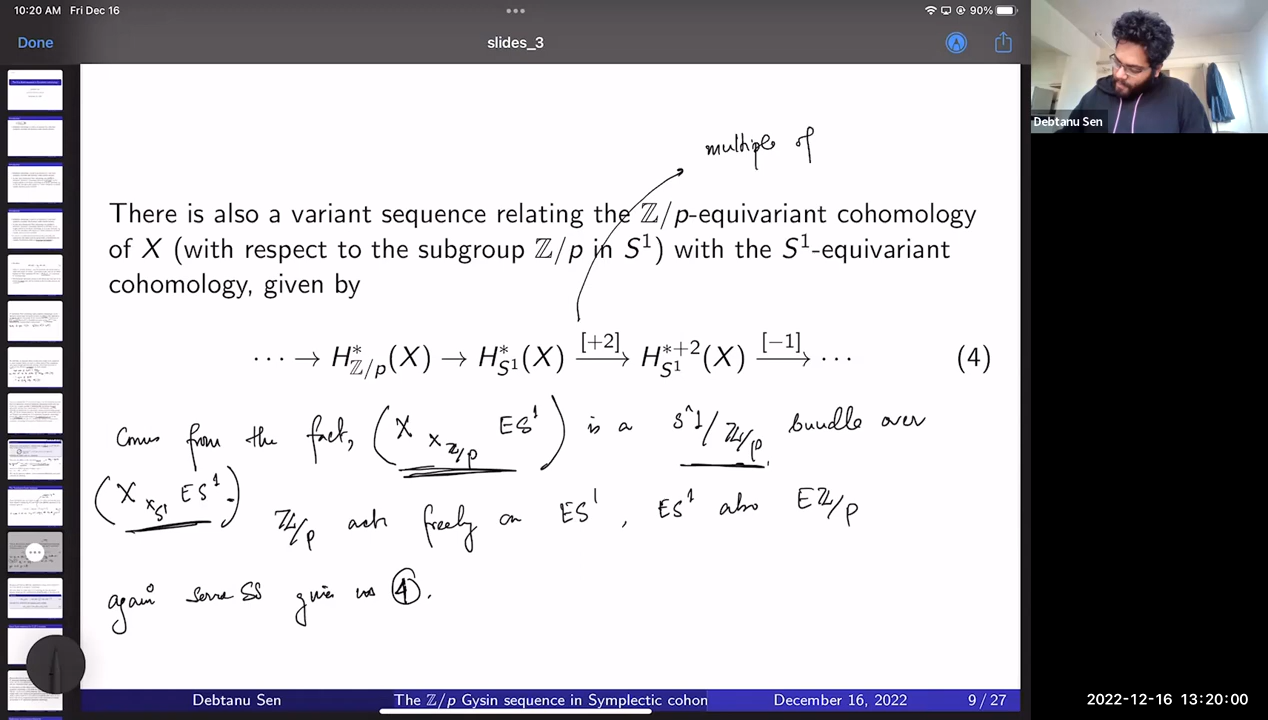 10:20 AM Fri Dec 16
90%
Done
slides_3
Debtanu Sen
multiple of
There is also a variant sequence relating the ℤ/p-equivariant cohomology
of X (with respect to the subgroup ℤ/p in S¹) with the S¹-equivariant
cohomology, given by
··· → H*_{ℤ/p}(X) → H*_{S¹}(X) —[+2]→ H^{*+2}_{S¹}(X) —[−1]→ ··· (4)
Comes from the fact, (X ×_{ℤ/p} ES¹) is a S^1/ℤ/p bundle over
(X ×_{S¹} ES¹)
ℤ/p acts freely on ES¹, ES¹ also Eℤ/p
again serre SS gives us (4).
Debtanu Sen The ℤ/p Gysin sequence in Symplectic cohon December 16, 2022 9 / 27
2022-12-16 13:20:00